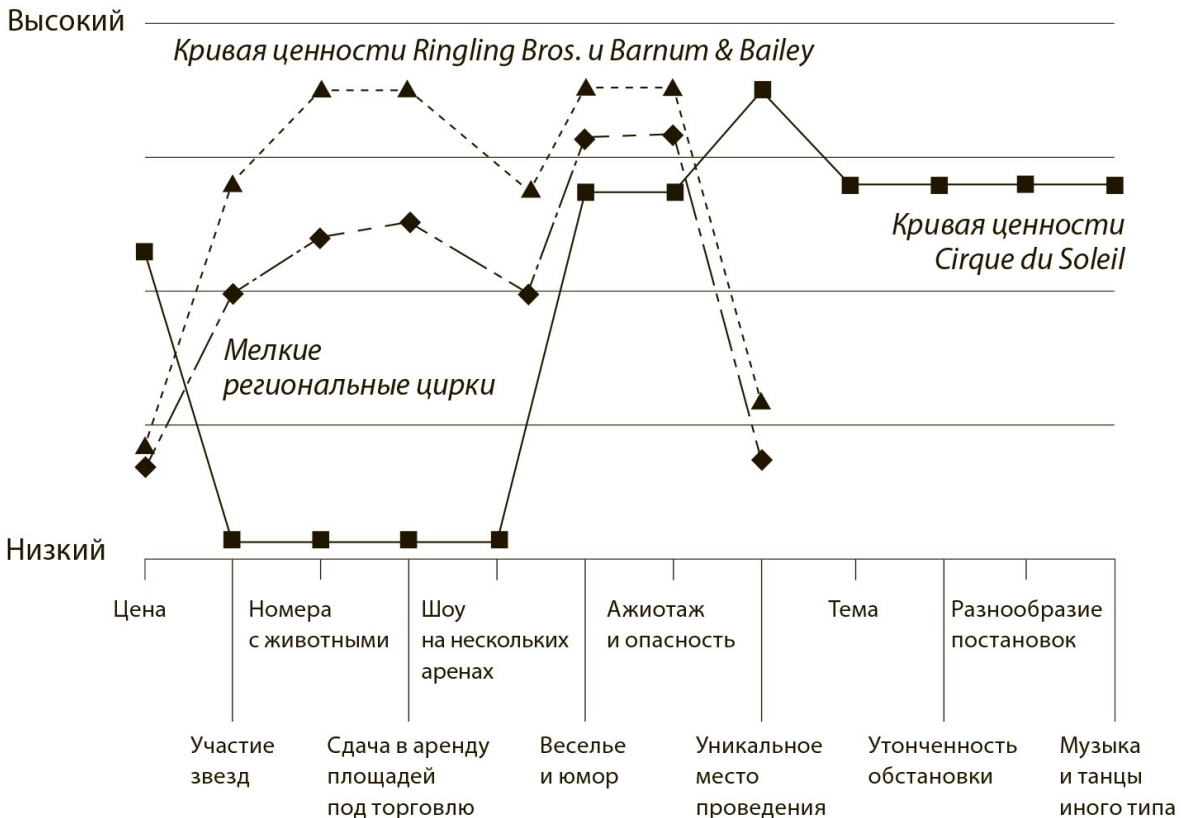 Высокий
Кривая ценности Ringling Bros. и Barnum & Bailey
Кривая ценности
Cirque du Soleil
Мелкие
региональные цирки
Низкий
Цена
Номера
с животными
Шоу
на нескольких
аренах
Ажиотаж
и опасность
Тема
Разнообразие
постановок
Участие
звезд
Сдача в аренду
площадей
под торговлю
Веселье
и юмор
Уникальное
место
проведения
Утонченность
обстановки
Музыка
и танцы
иного типа